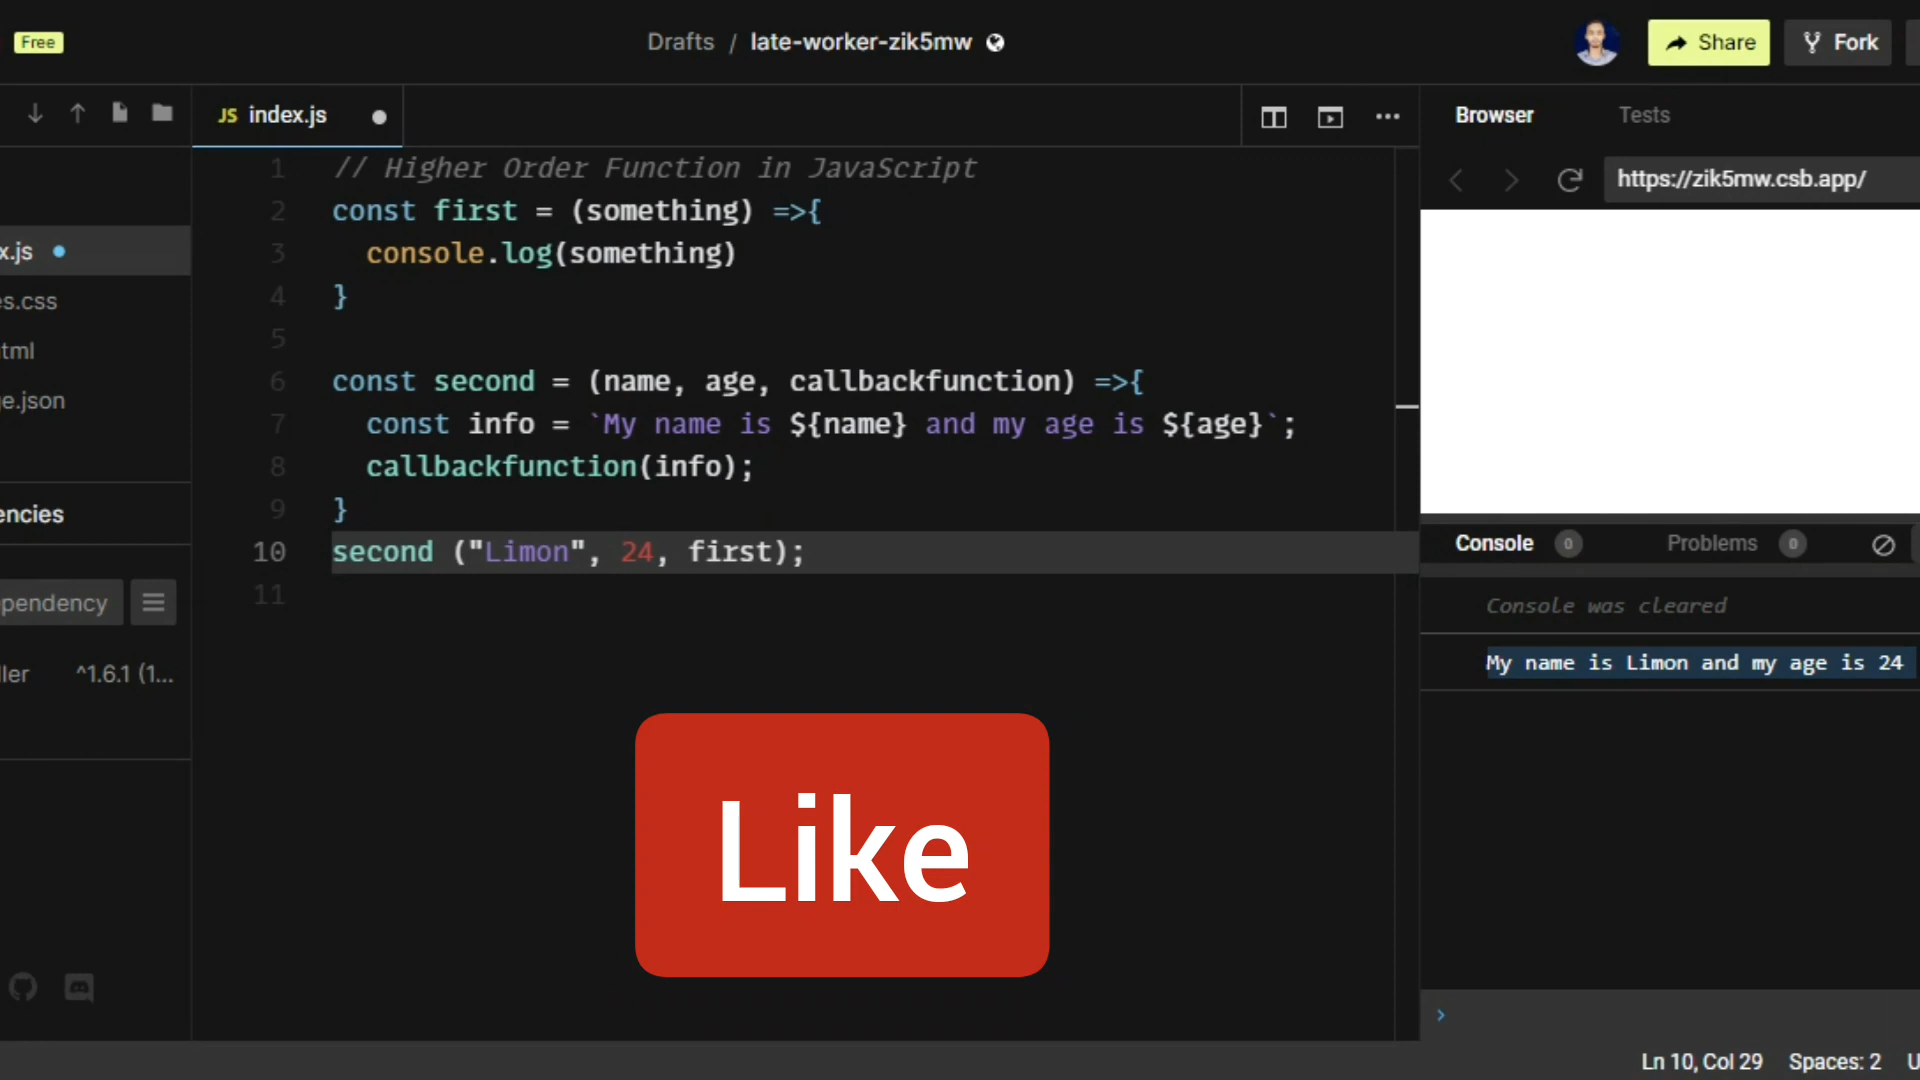 Free
Drafts / late-worker-zik5mw
Share
Fork
JS index.js
Browser
Tests
https://zik5mw.csb.app/
x.js
es.css
tml
e.json
encies
pendency
ller ^1.6.1 (1...
1 // Higher Order Function in JavaScript
2 const first = (something) =>{
3 console.log(something)
4 }
5
6 const second = (name, age, callbackfunction) =>{
7 const info = `My name is ${name} and my age is ${age}`;
8 callbackfunction(info);
9 }
10 second ("Limon", 24, first);
11
Like
Console 0
Problems 0
Console was cleared
My name is Limon and my age is 24
Ln 10, Col 29 Spaces: 2 U